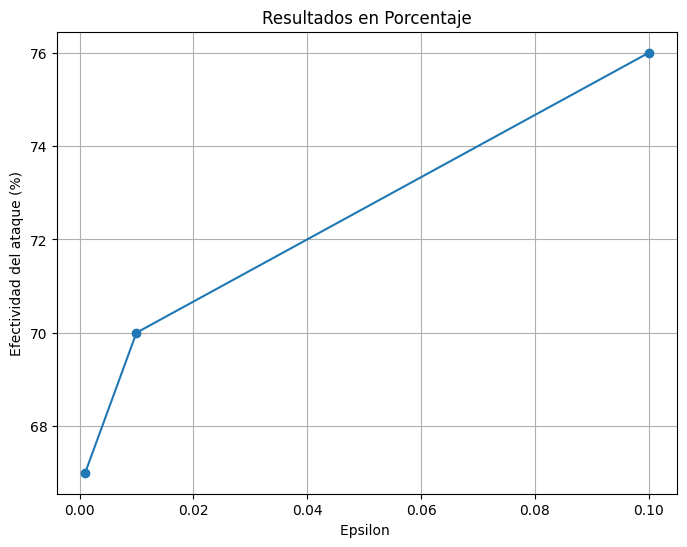 Resultados en Porcentaje
Efectividad del ataque (%)
76
74
72
70
68
0.00 0.02 0.04 0.06 0.08 0.10
Epsilon